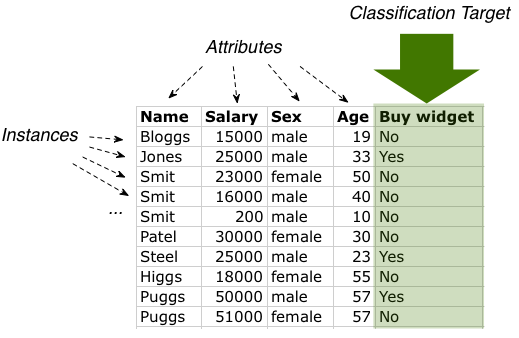 Classification Target
Attributes
Instances
...
Name Salary Sex Age Buy widget
Bloggs 15000 male 19 No
Jones 25000 male 33 Yes
Smit 23000 female 50 No
Smit 16000 male 40 No
Smit 200 male 10 No
Patel 30000 female 30 No
Steel 25000 male 23 Yes
Higgs 18000 female 55 No
Puggs 50000 male 57 Yes
Puggs 51000 female 57 No